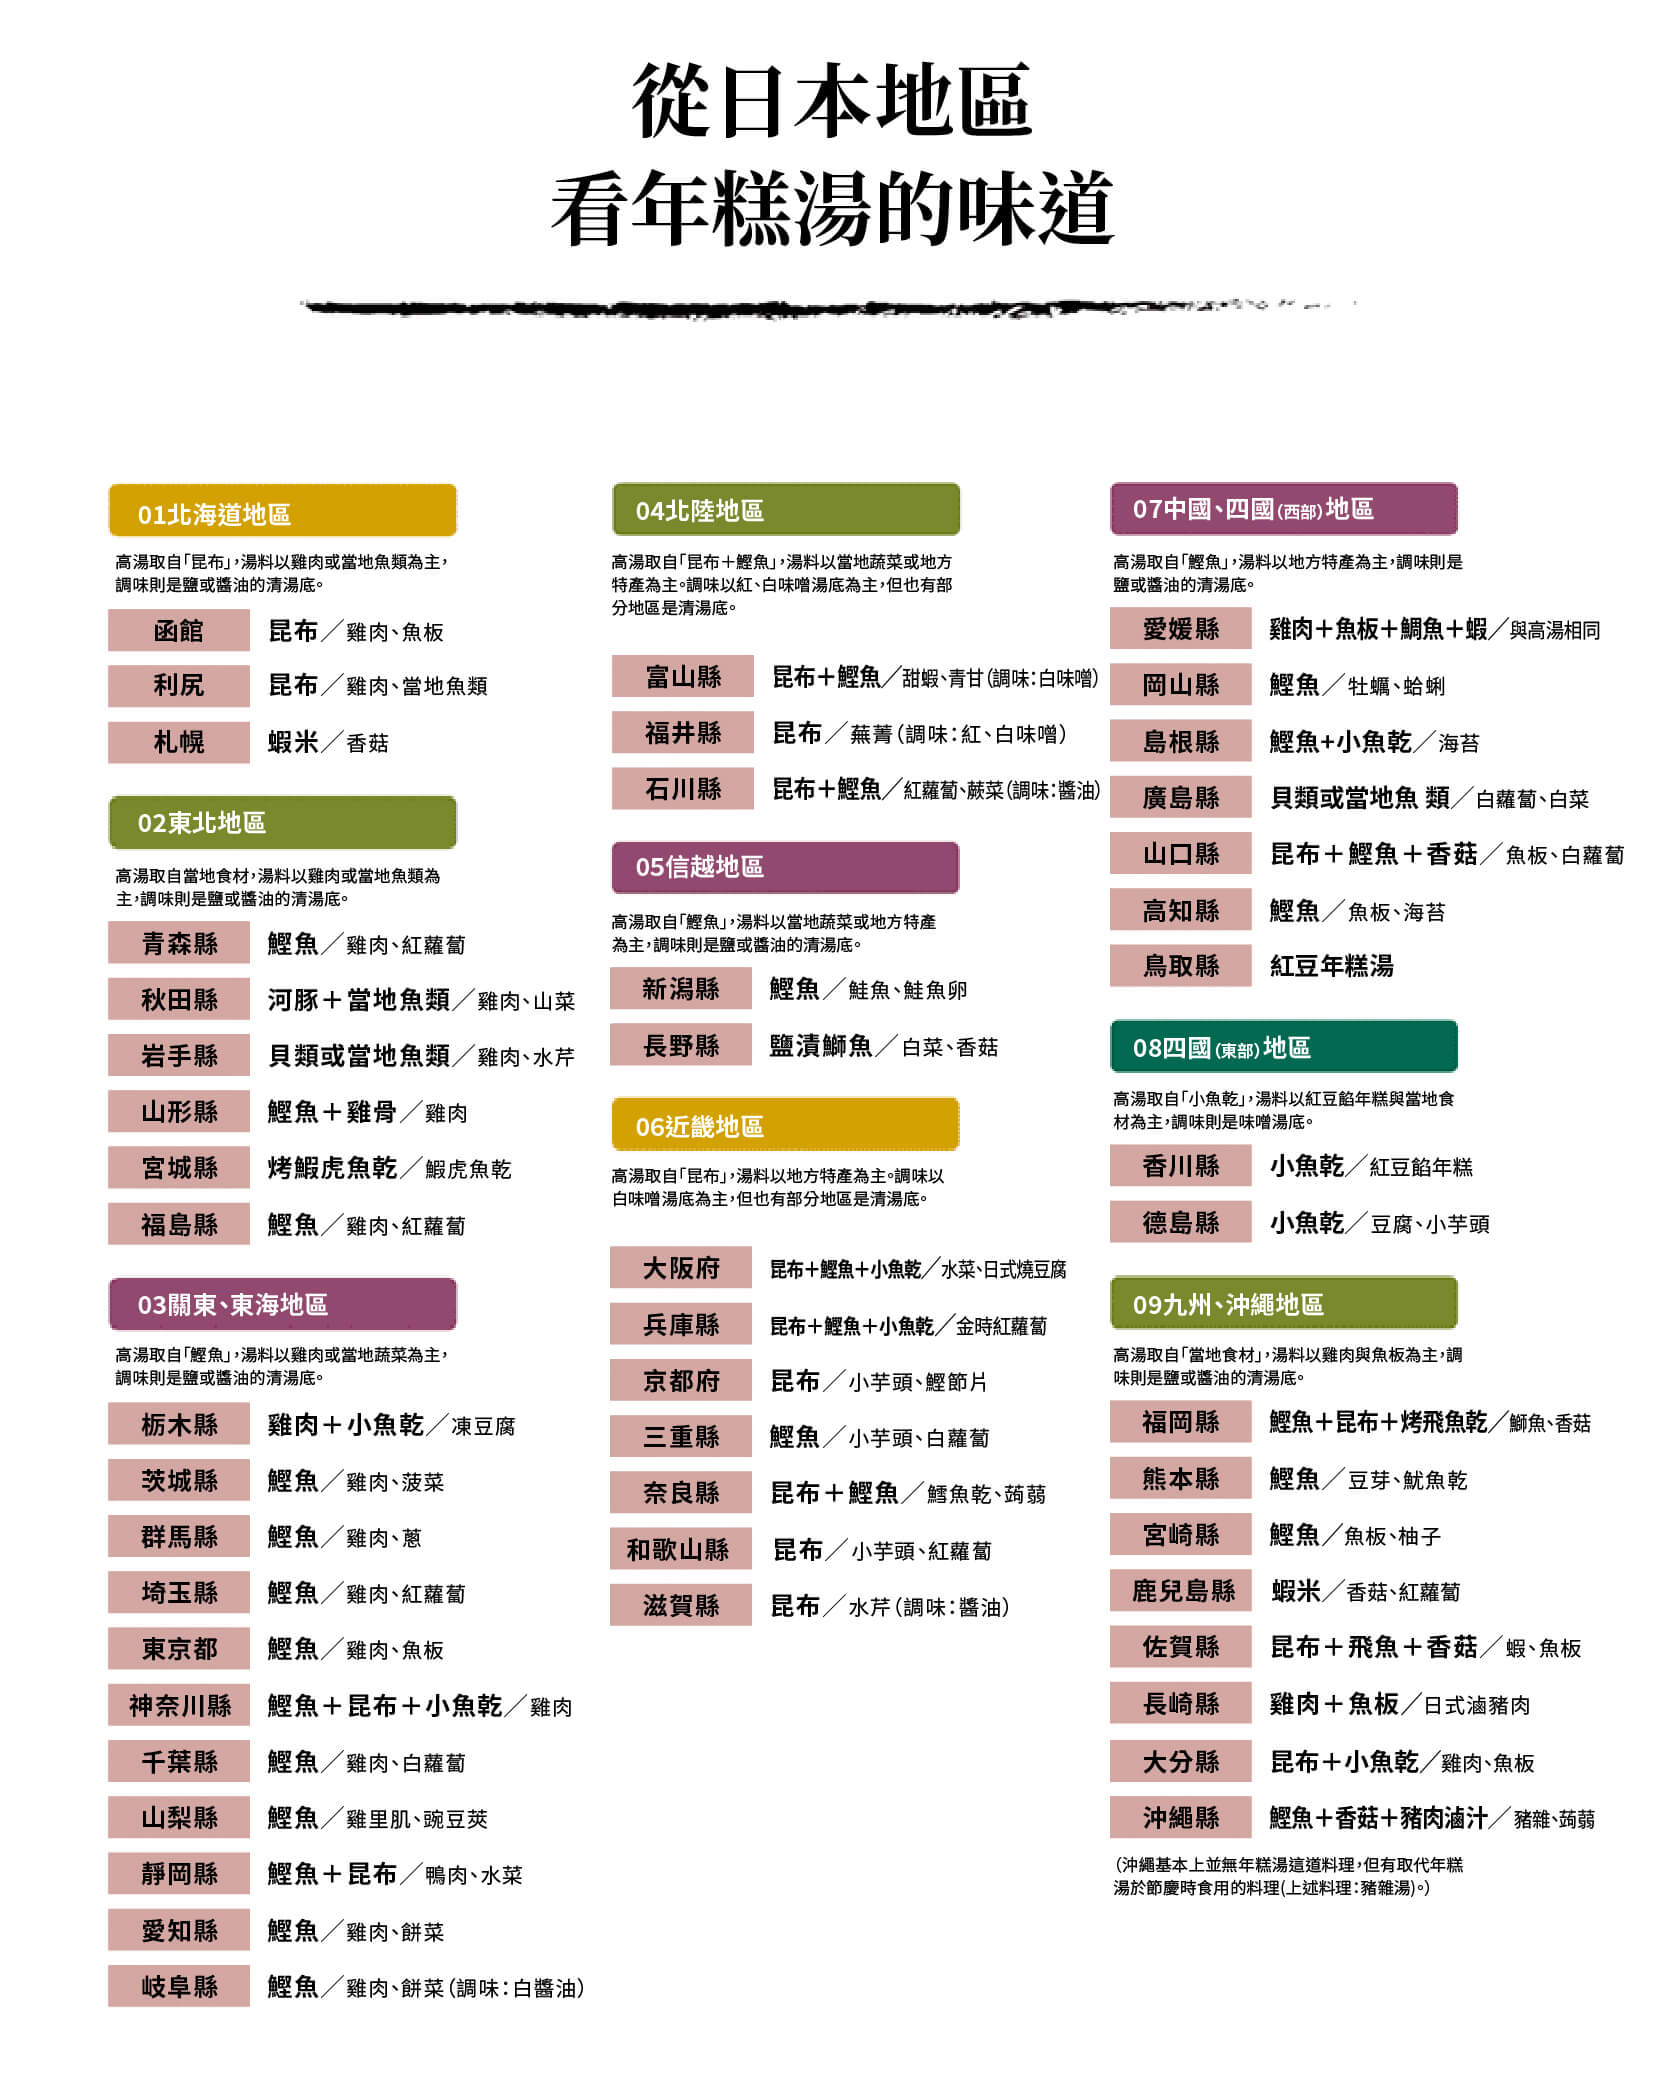 從日本地區
看年糕湯的味道
01北海道地區
高湯取自「昆布」，湯料以雞肉或當地魚類為主，
調味則是鹽或醬油的清湯底。
函館 昆布／雞肉、魚板
利尻 昆布／雞肉、當地魚類
札幌 蝦米／香菇
02東北地區
高湯取自當地食材，湯料以雞肉或當地魚類為
主，調味則是鹽或醬油的清湯底。
青森縣 鰹魚／雞肉、紅蘿蔔
秋田縣 河豚＋當地魚類／雞肉、山菜
岩手縣 貝類或當地魚類／雞肉、水芹
山形縣 鰹魚＋雞骨／雞肉
宮城縣 烤鰕虎魚乾／鰕虎魚乾
福島縣 鰹魚／雞肉、紅蘿蔔
03關東、東海地區
高湯取自「鰹魚」，湯料以雞肉或當地蔬菜為主，
調味則是鹽或醬油的清湯底。
栃木縣 雞肉＋小魚乾／凍豆腐
茨城縣 鰹魚／雞肉、菠菜
群馬縣 鰹魚／雞肉、蔥
埼玉縣 鰹魚／雞肉、紅蘿蔔
東京都 鰹魚／雞肉、魚板
神奈川縣 鰹魚＋昆布＋小魚乾／雞肉
千葉縣 鰹魚／雞肉、白蘿蔔
山梨縣 鰹魚／雞里肌、豌豆莢
靜岡縣 鰹魚＋昆布／鴨肉、水菜
愛知縣 鰹魚／雞肉、餅菜
岐阜縣 鰹魚／雞肉、餅菜（調味：白醬油）
04北陸地區
高湯取自「昆布＋鰹魚」，湯料以當地蔬菜或地方
特產為主。調味以紅、白味噌湯底為主，但也有部
分地區是清湯底。
富山縣 昆布＋鰹魚／甜蝦、青甘（調味：白味噌）
福井縣 昆布／蕪菁（調味：紅、白味噌）
石川縣 昆布＋鰹魚／紅蘿蔔、蕨菜（調味：醬油）
05信越地區
高湯取自「鰹魚」，湯料以當地蔬菜或地方特產
為主，調味則是鹽或醬油的清湯底。
新潟縣 鰹魚／鮭魚、鮭魚卵
長野縣 鹽漬鰤魚／白菜、香菇
06近畿地區
高湯取自「昆布」，湯料以地方特產為主。調味以
白味噌湯底為主，但也有部分地區是清湯底。
大阪府 昆布＋鰹魚＋小魚乾／水菜、日式燒豆腐
兵庫縣 昆布＋鰹魚＋小魚乾／金時紅蘿蔔
京都府 昆布／小芋頭、鰹節片
三重縣 鰹魚／小芋頭、白蘿蔔
奈良縣 昆布＋鰹魚／鱈魚乾、蒟蒻
和歌山縣 昆布／小芋頭、紅蘿蔔
滋賀縣 昆布／水芹（調味：醬油）
07中國、四國（西部）地區
高湯取自「鰹魚」，湯料以地方特產為主，調味則是
鹽或醬油的清湯底。
愛媛縣 雞肉＋魚板＋鯛魚＋蝦／與高湯相同
岡山縣 鰹魚／牡蠣、蛤蜊
島根縣 鰹魚+小魚乾／海苔
廣島縣 貝類或當地魚 類／白蘿蔔、白菜
山口縣 昆布＋鰹魚＋香菇／魚板、白蘿蔔
高知縣 鰹魚／魚板、海苔
鳥取縣 紅豆年糕湯
08四國（東部）地區
高湯取自「小魚乾」，湯料以紅豆餡年糕與當地食
材為主，調味則是味噌湯底。
香川縣 小魚乾／紅豆餡年糕
德島縣 小魚乾／豆腐、小芋頭
09九州、沖繩地區
高湯取自「當地食材」，湯料以雞肉與魚板為主，調
味則是鹽或醬油的清湯底。
福岡縣 鰹魚＋昆布＋烤飛魚乾／鰤魚、香菇
熊本縣 鰹魚／豆芽、魷魚乾
宮崎縣 鰹魚／魚板、柚子
鹿兒島縣 蝦米／香菇、紅蘿蔔
佐賀縣 昆布＋飛魚＋香菇／蝦、魚板
長崎縣 雞肉＋魚板／日式滷豬肉
大分縣 昆布＋小魚乾／雞肉、魚板
沖繩縣 鰹魚＋香菇＋豬肉滷汁／豬雜、蒟蒻
（沖繩基本上並無年糕湯這道料理，但有取代年糕
湯於節慶時食用的料理(上述料理：豬雜湯)。）